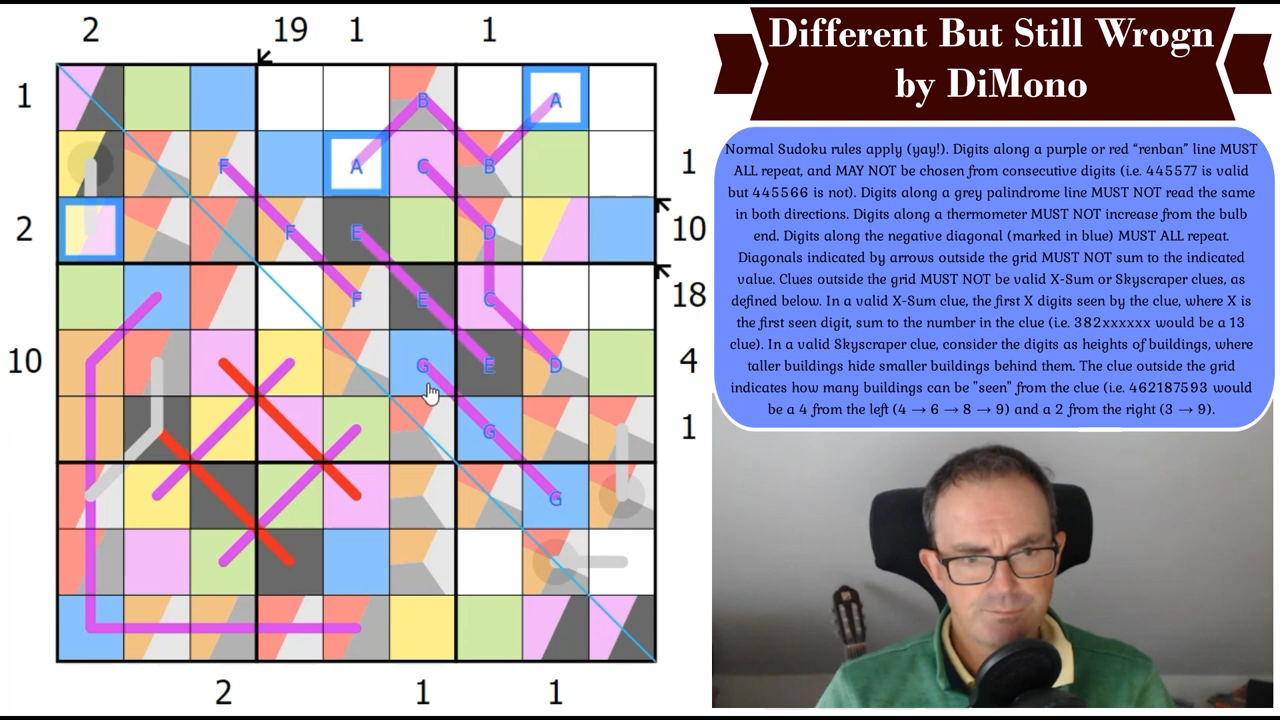 Different But Still Wrogn
by DiMono
Normal Sudoku rules apply (yay!). Digits along a purple or red “renban” line MUST
ALL repeat, and MAY NOT be chosen from consecutive digits (i.e. 445577 is valid
but 445566 is not). Digits along a grey palindrome line MUST NOT read the same
in both directions. Digits along a thermometer MUST NOT increase from the bulb
end. Digits along the negative diagonal (marked in blue) MUST ALL repeat.
Diagonals indicated by arrows outside the grid MUST NOT sum to the indicated
value. Clues outside the grid MUST NOT be valid X-Sum or Skyscraper clues, as
defined below. In a valid X-Sum clue, the first X digits seen by the clue, where X is
the first seen digit, sum to the number in the clue (i.e. 382xxxxxx would be a 13
clue). In a valid Skyscraper clue, consider the digits as heights of buildings, where
taller buildings hide smaller buildings behind them. The clue outside the grid
indicates how many buildings can be "seen" from the clue (i.e. 462187593 would
be a 4 from the left (4 → 6 → 8 → 9) and a 2 from the right (3 → 9).
2 19 1 1
1 B A
F A C B 1
2 F E D 10
F E C 18
10 G E D 4
G 1
G
2 1 1